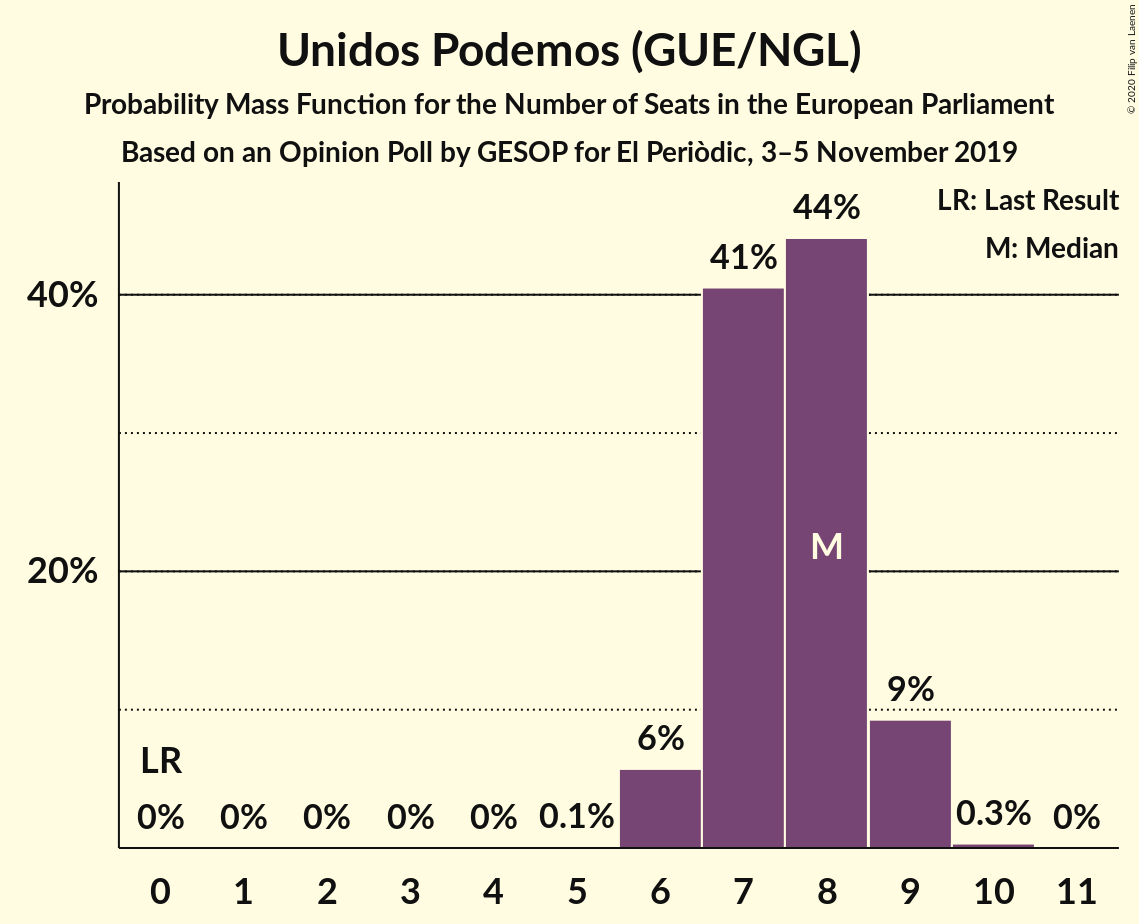 Unidos Podemos (GUE/NGL)
Probability Mass Function for the Number of Seats in the European Parliament
Based on an Opinion Poll by GESOP for El Periòdic, 3–5 November 2019
© 2020 Filip van Laenen
LR: Last Result
M: Median
44%
41%
40%
M
20%
9%
6%
LR
0% 0% 0% 0% 0% 0.1% 0.3% 0%
0 1 2 3 4 5 6 7 8 9 10 11